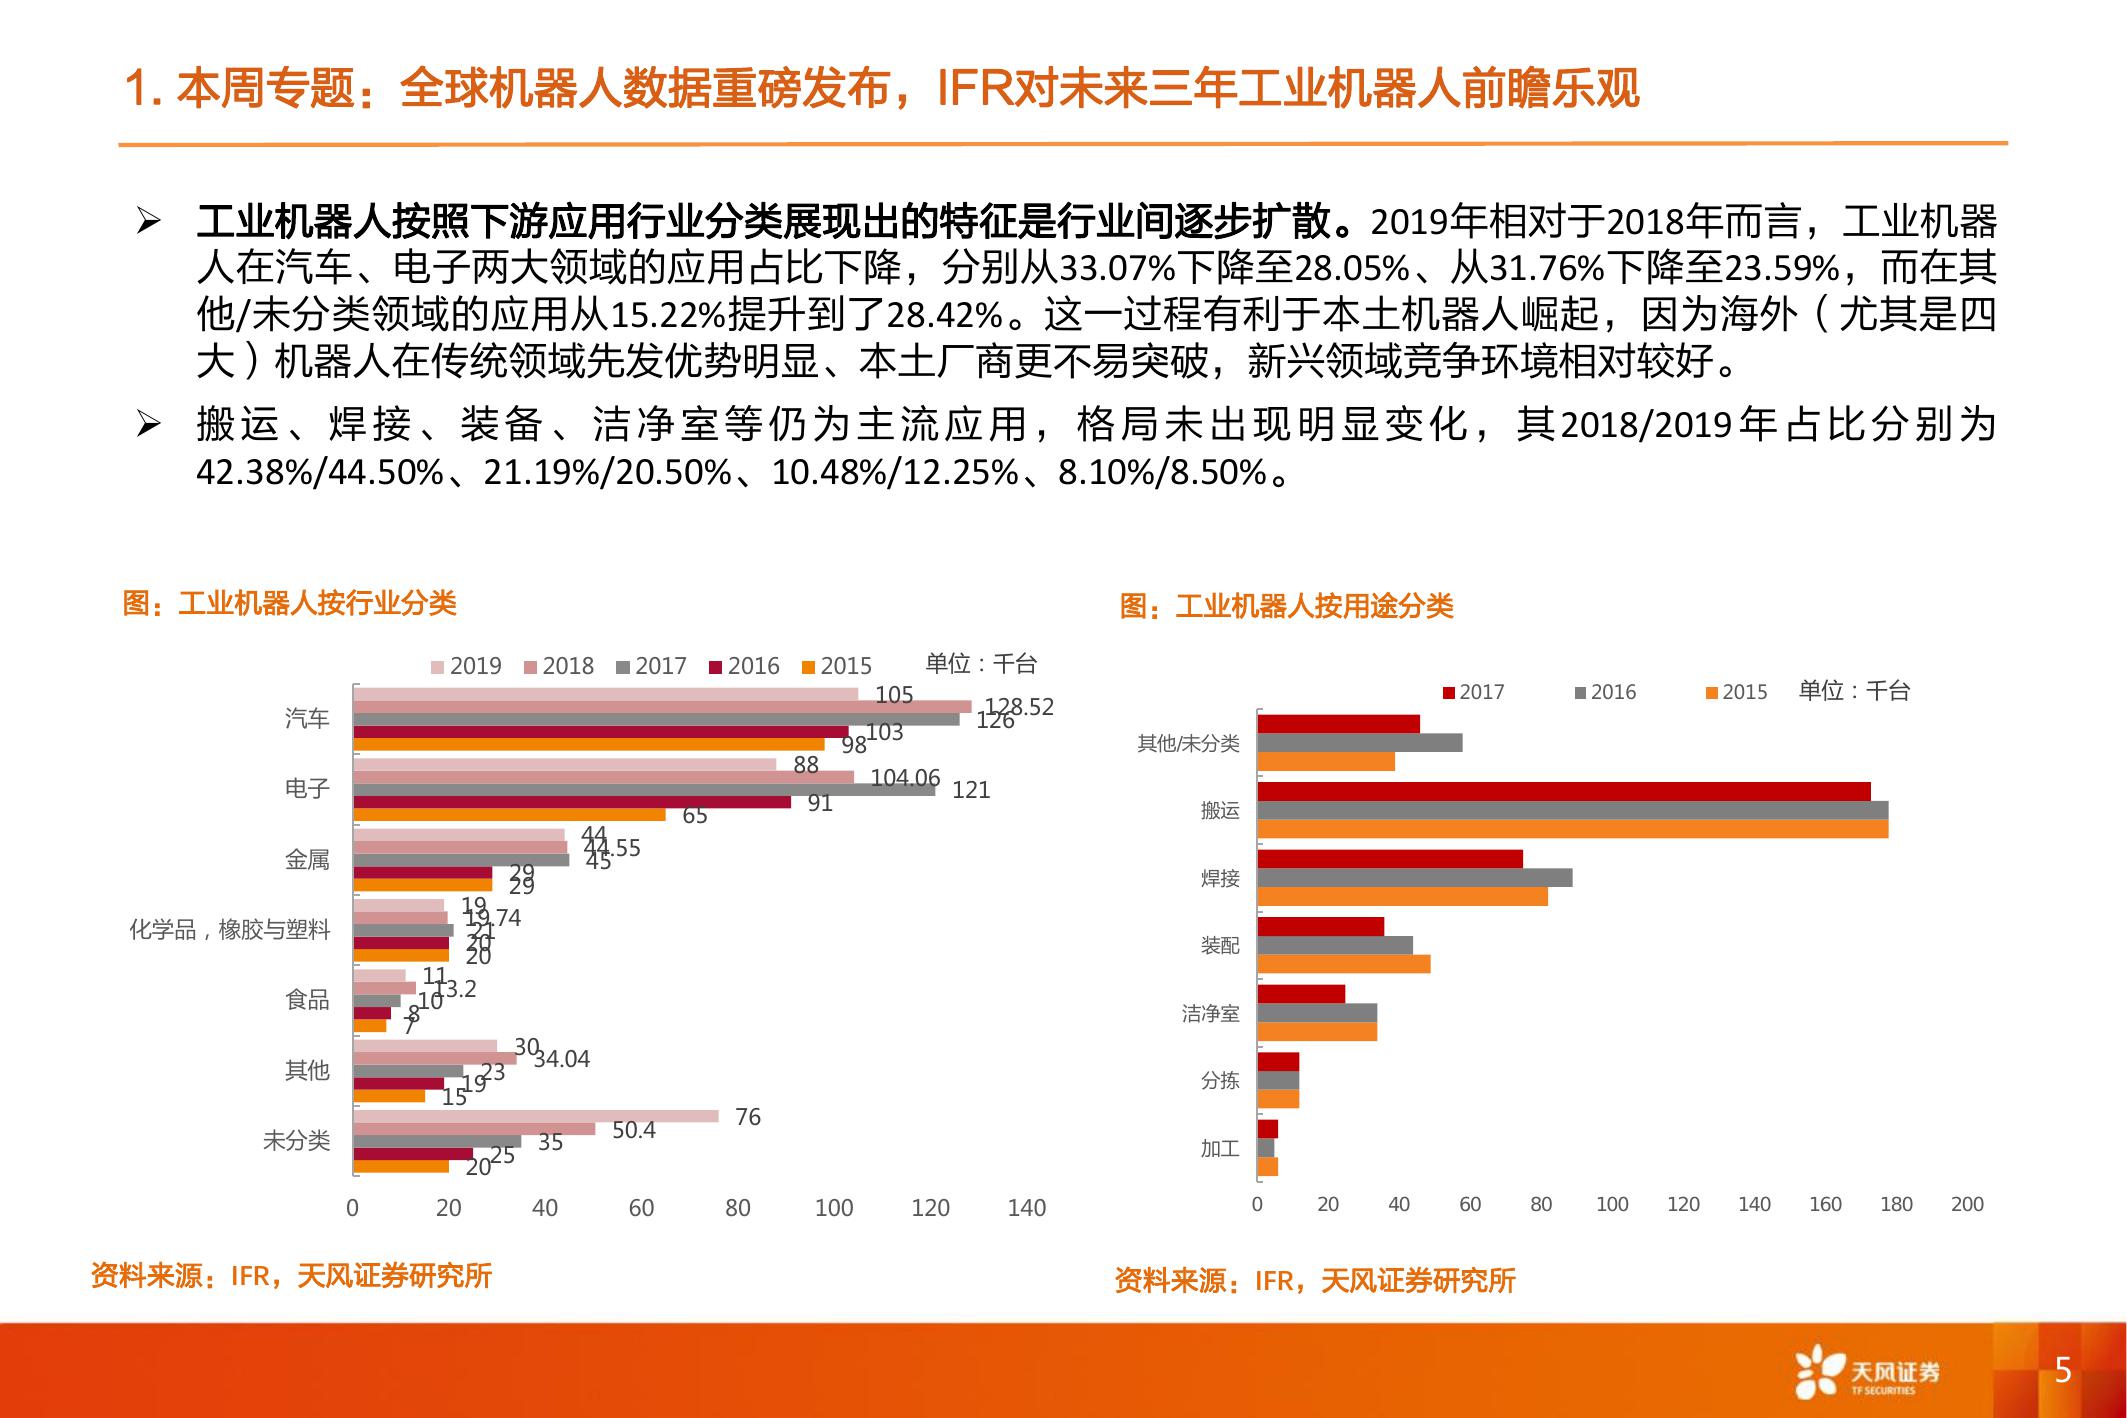 1. 本周专题：全球机器人数据重磅发布，IFR对未来三年工业机器人前瞻乐观
➢ 工业机器人按照下游应用行业分类展现出的特征是行业间逐步扩散。2019年相对于2018年而言，工业机器
人在汽车、电子两大领域的应用占比下降，分别从33.07%下降至28.05%、从31.76%下降至23.59%，而在其
他/未分类领域的应用从15.22%提升到了28.42%。这一过程有利于本土机器人崛起，因为海外（尤其是四
大）机器人在传统领域先发优势明显、本土厂商更不易突破，新兴领域竞争环境相对较好。
➢ 搬运、焊接、装备、洁净室等仍为主流应用，格局未出现明显变化，其2018/2019年占比分别为
42.38%/44.50%、21.19%/20.50%、10.48%/12.25%、8.10%/8.50%。
图：工业机器人按行业分类
2019 2018 2017 2016 2015 单位：千台
汽车
105
128.52
126
103
98
电子
88
104.06
121
91
65
金属
44
44.55
45
29
29
化学品，橡胶与塑料
19
19.74
21
20
20
食品
11
13.2
10
8
7
其他
30
34.04
23
19
15
未分类
76
50.4
35
25
20
0 20 40 60 80 100 120 140
资料来源：IFR，天风证券研究所
图：工业机器人按用途分类
2017 2016 2015 单位：千台
其他/未分类
搬运
焊接
装配
洁净室
分拣
加工
0 20 40 60 80 100 120 140 160 180 200
资料来源：IFR，天风证券研究所
天风证券
TF SECURITIES
5